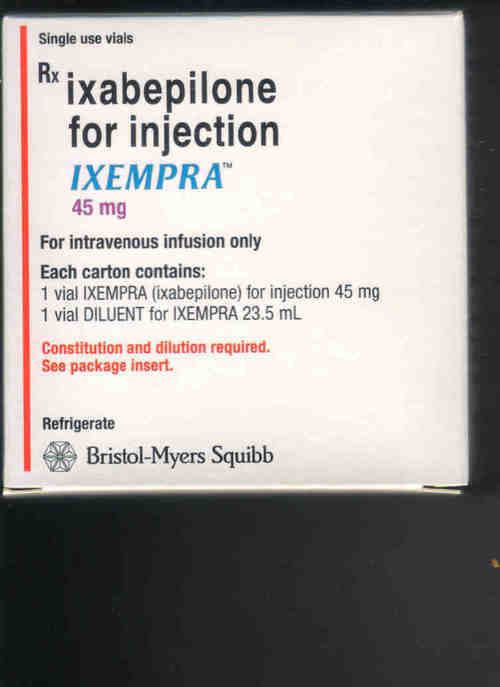 Single use vials
Rx ixabepilone
for injection
IXEMPRA™
45 mg
For intravenous infusion only
Each carton contains:
1 vial IXEMPRA (ixabepilone) for injection 45 mg
1 vial DILUENT for IXEMPRA 23.5 mL
Constitution and dilution required.
See package insert.
Refrigerate
Bristol-Myers Squibb